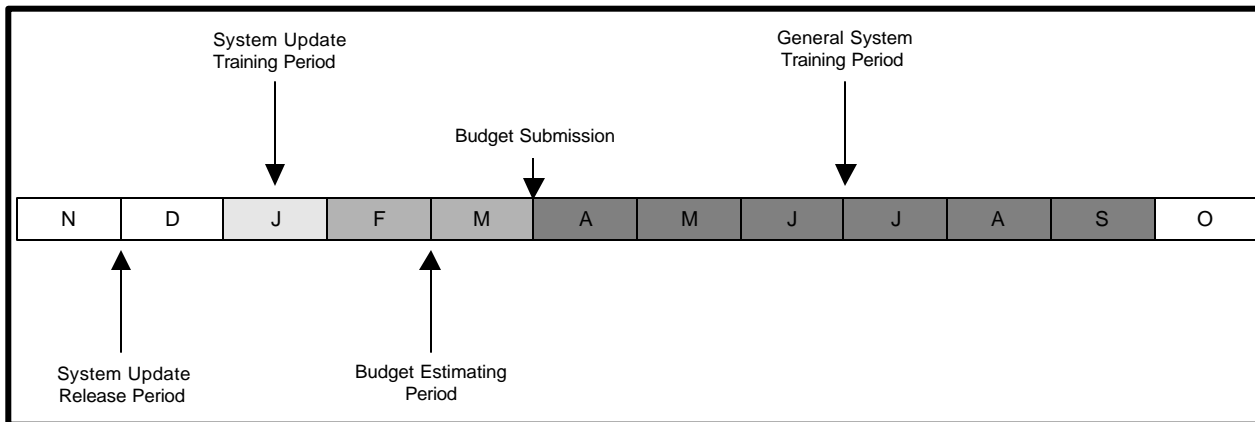 System Update
Training Period
General System
Training Period
Budget Submission
N D J F M A M J J A S O
System Update
Release Period
Budget Estimating
Period